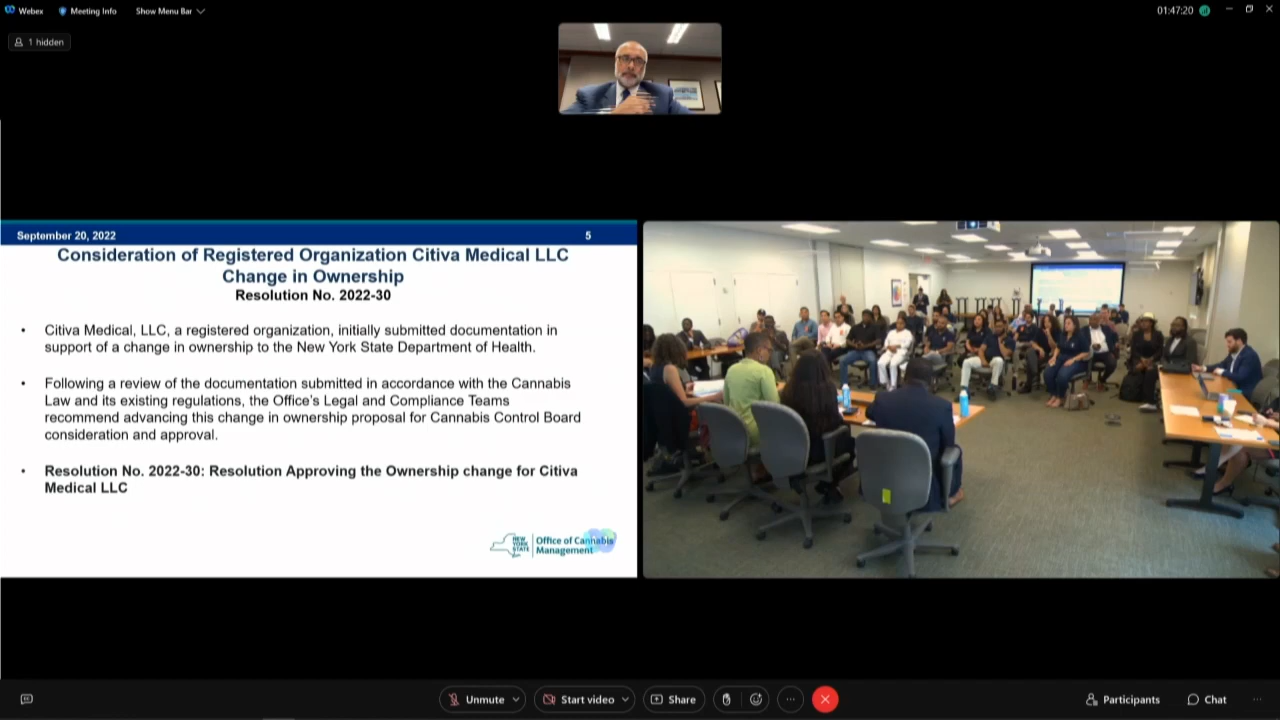 Webex
Meeting Info
Show Menu Bar
01:47:20
1 hidden
September 20, 2022
5
Consideration of Registered Organization Citiva Medical LLC
Change in Ownership
Resolution No. 2022-30
• Citiva Medical, LLC, a registered organization, initially submitted documentation in
support of a change in ownership to the New York State Department of Health.
• Following a review of the documentation submitted in accordance with the Cannabis
Law and its existing regulations, the Office's Legal and Compliance Teams
recommend advancing this change in ownership proposal for Cannabis Control Board
consideration and approval.
• Resolution No. 2022-30: Resolution Approving the Ownership change for Citiva
Medical LLC
NEW
YORK
STATE
Office of Cannabis
Management
Unmute
Start video
Share
Participants
Chat